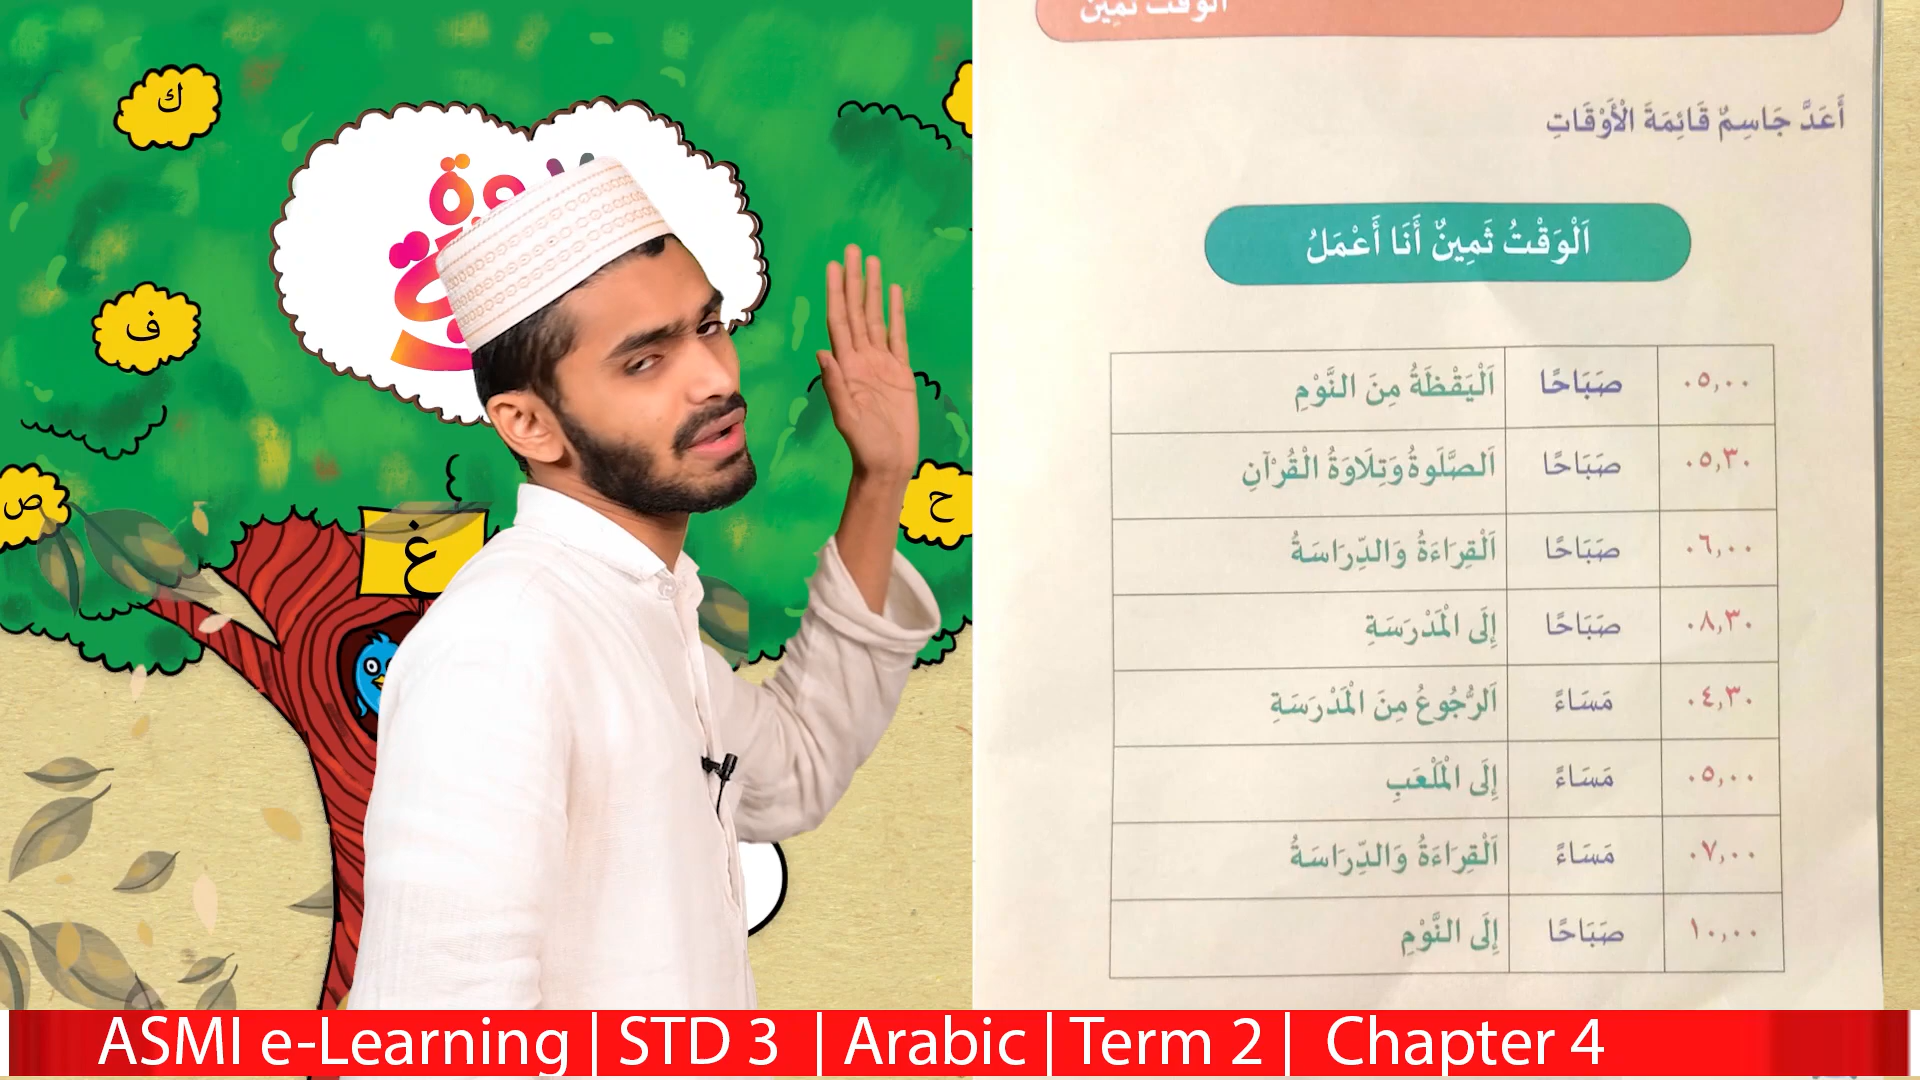 ك
ف
ص
غ
ح
اَلْوَقْتُ ثَمِينٌ
أَعَدَّ جَاسِمٌ قَائِمَةَ الْأَوْقَاتِ
اَلْوَقْتُ ثَمِينٌ أَنَا أَعْمَلُ
٠٥,٠٠ صَبَاحًا اَلْيَقْظَةُ مِنَ النَّوْمِ
٠٥,٣٠ صَبَاحًا اَلصَّلَوةُ وَتِلَاوَةُ الْقُرْآنِ
٠٦,٠٠ صَبَاحًا اَلْقِرَاءَةُ وَالدِّرَاسَةُ
٠٨,٣٠ صَبَاحًا إِلَى الْمَدْرَسَةِ
٠٤,٣٠ مَسَاءً اَلرُّجُوعُ مِنَ الْمَدْرَسَةِ
٠٥,٠٠ مَسَاءً إِلَى الْمَلْعَبِ
٠٧,٠٠ مَسَاءً اَلْقِرَاءَةُ وَالدِّرَاسَةُ
١٠,٠٠ صَبَاحًا إِلَى النَّوْمِ
ASMI e-Learning | STD 3 | Arabic | Term 2 | Chapter 4